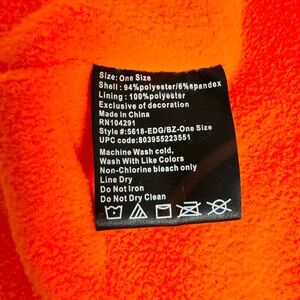 Size: One Size
Shell : 94%polyester/6%spandex
Lining : 100%polyester
Exclusive of decoration
Made in China
RN104291
Style #:5618-EDG/BZ-One Size
UPC code:803955223551
Machine Wash cold,
Wash With Like Colors
Non-Chlorine bleach only
Line Dry
Do Not Iron
Do Not Dry Clean